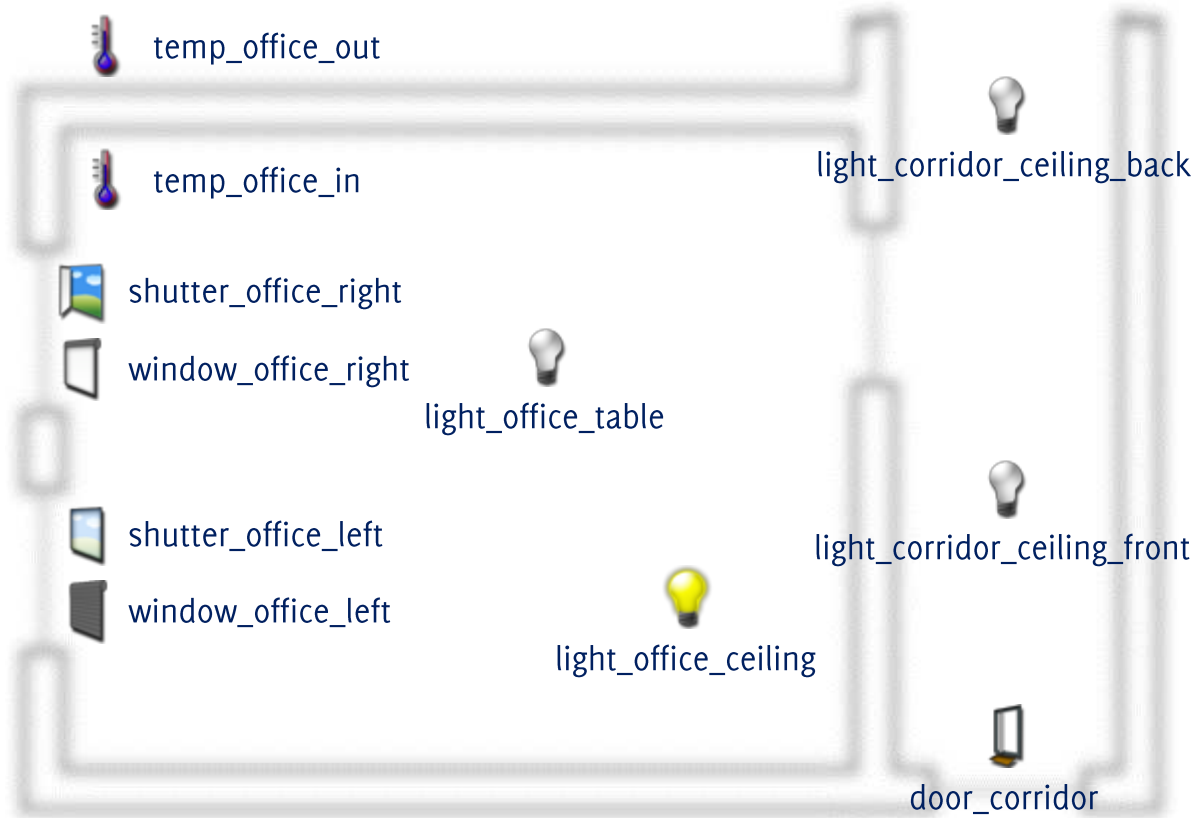 temp_office_out
light_corridor_ceiling_back
temp_office_in
shutter_office_right
window_office_right
light_office_table
shutter_office_left
light_corridor_ceiling_front
window_office_left
light_office_ceiling
door_corridor